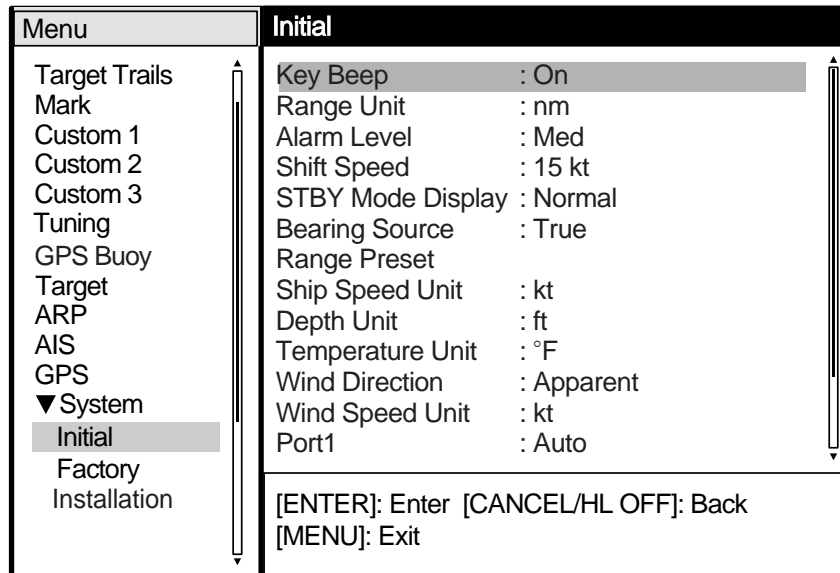 Menu
Target Trails
Mark
Custom 1
Custom 2
Custom 3
Tuning
GPS Buoy
Target
ARP
AIS
GPS
▼System
Initial
Factory
Installation
Initial
Key Beep : On
Range Unit : nm
Alarm Level : Med
Shift Speed : 15 kt
STBY Mode Display : Normal
Bearing Source : True
Range Preset
Ship Speed Unit : kt
Depth Unit : ft
Temperature Unit : °F
Wind Direction : Apparent
Wind Speed Unit : kt
Port1 : Auto
[ENTER]: Enter [CANCEL/HL OFF]: Back
[MENU]: Exit